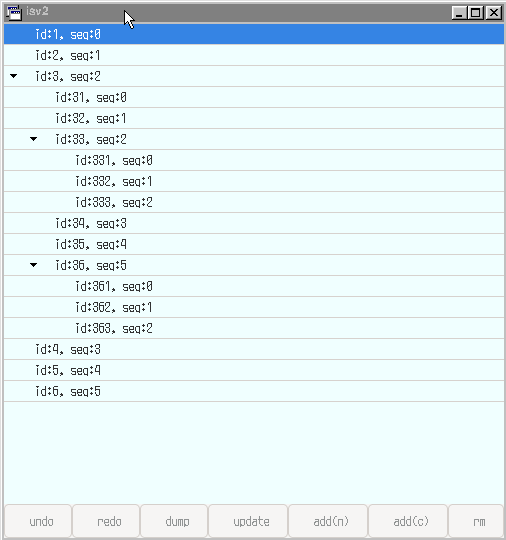 lsv2
id:1, seq:0
id:2, seq:1
id:3, seq:2
id:31, seq:0
id:32, seq:1
id:33, seq:2
id:331, seq:0
id:332, seq:1
id:333, seq:2
id:34, seq:3
id:35, seq:4
id:36, seq:5
id:361, seq:0
id:362, seq:1
id:363, seq:2
id:4, seq:3
id:5, seq:4
id:6, seq:5
undo redo dump update add(n) add(c) rm